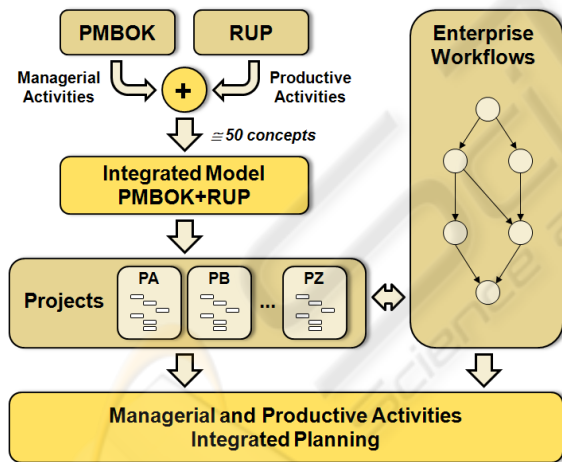 PMBOK
RUP
Enterprise
Workflows
Managerial
Activities
+
Productive
Activities
≅50 concepts
Integrated Model
PMBOK+RUP
Projects
PA
PB
...
PZ
Managerial and Productive Activities
Integrated Planning